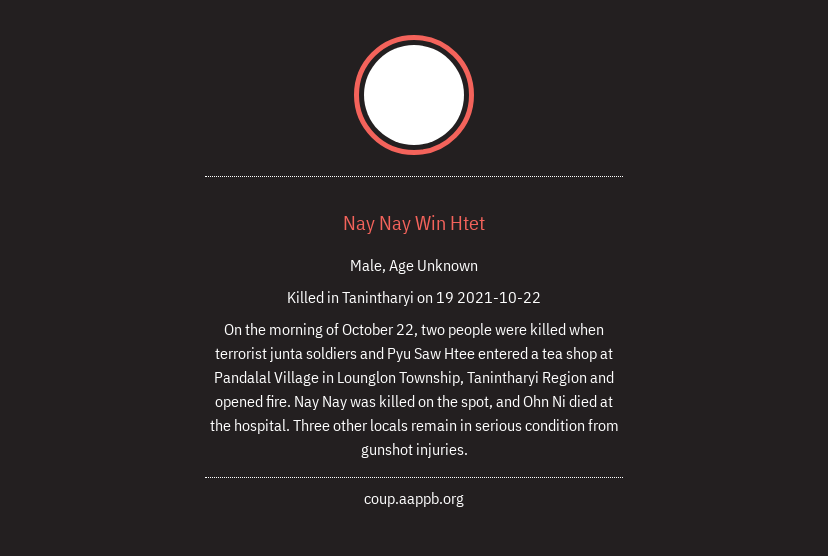 Nay Nay Win Htet
Male, Age Unknown
Killed in Tanintharyi on 19 2021-10-22
On the morning of October 22, two people were killed when
terrorist junta soldiers and Pyu Saw Htee entered a tea shop at
Pandalal Village in Lounglon Township, Tanintharyi Region and
opened fire. Nay Nay was killed on the spot, and Ohn Ni died at
the hospital. Three other locals remain in serious condition from
gunshot injuries.
coup.aappb.org